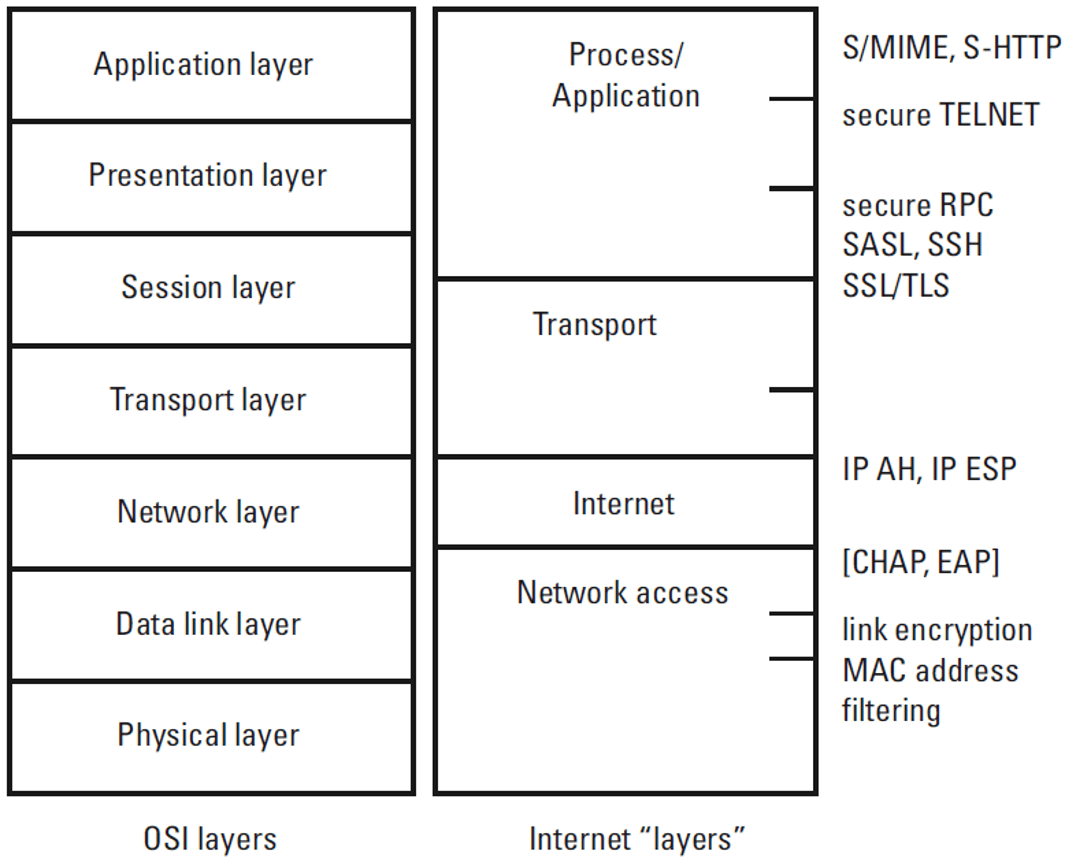 Application layer
Presentation layer
Session layer
Transport layer
Network layer
Data link layer
Physical layer
OSI layers
Process/
Application
Transport
Internet
Network access
Internet “layers”
S/MIME, S-HTTP
secure TELNET
secure RPC
SASL, SSH
SSL/TLS
IP AH, IP ESP
[CHAP, EAP]
link encryption
MAC address
filtering